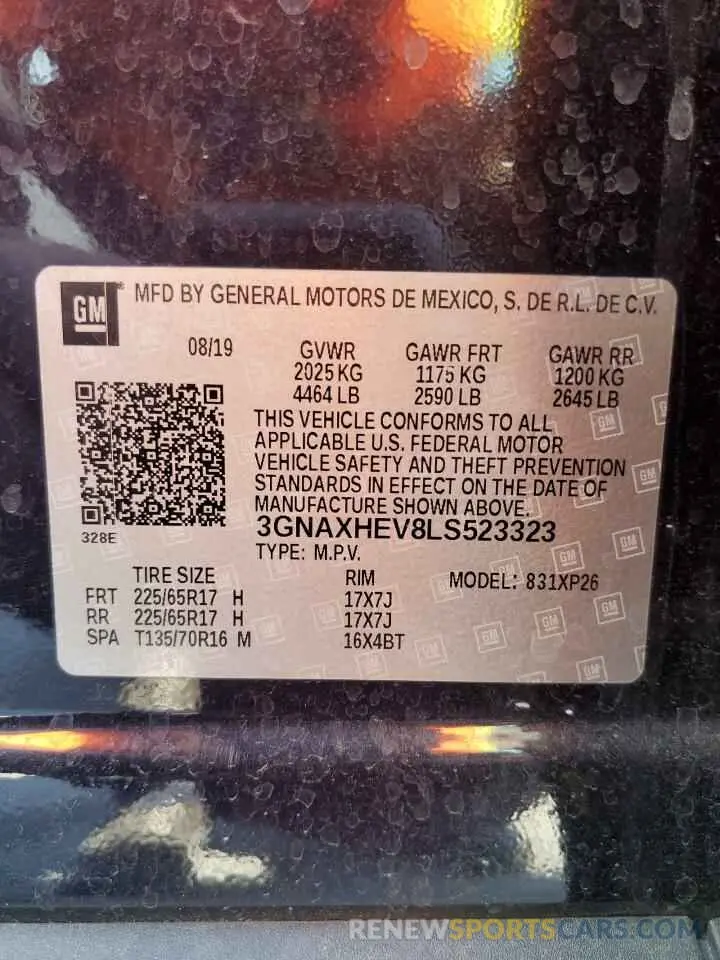 GM ® MFD BY GENERAL MOTORS DE MEXICO, S. DE R.L. DE C.V.
08/19 GVWR GAWR FRT GAWR RR
2025 KG 1175 KG 1200 KG
4464 LB 2590 LB 2645 LB
THIS VEHICLE CONFORMS TO ALL
APPLICABLE U.S. FEDERAL MOTOR
VEHICLE SAFETY AND THEFT PREVENTION
STANDARDS IN EFFECT ON THE DATE OF
MANUFACTURE SHOWN ABOVE.
3GNAXHEV8LS523323
328E
TYPE: M.P.V.
TIRE SIZE RIM MODEL: 831XP26
FRT 225/65R17 H 17X7J
RR 225/65R17 H 17X7J
SPA T135/70R16 M 16X4BT
RENEWSPORTSCARS.COM